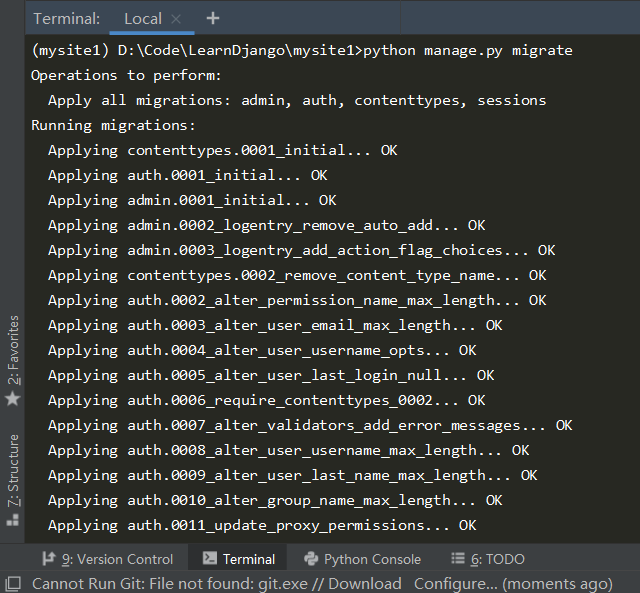 Terminal: Local × +
(mysite1) D:\Code\LearnDjango\mysite1>python manage.py migrate
Operations to perform:
  Apply all migrations: admin, auth, contenttypes, sessions
Running migrations:
  Applying contenttypes.0001_initial... OK
  Applying auth.0001_initial... OK
  Applying admin.0001_initial... OK
  Applying admin.0002_logentry_remove_auto_add... OK
  Applying admin.0003_logentry_add_action_flag_choices... OK
  Applying contenttypes.0002_remove_content_type_name... OK
  Applying auth.0002_alter_permission_name_max_length... OK
  Applying auth.0003_alter_user_email_max_length... OK
  Applying auth.0004_alter_user_username_opts... OK
  Applying auth.0005_alter_user_last_login_null... OK
  Applying auth.0006_require_contenttypes_0002... OK
  Applying auth.0007_alter_validators_add_error_messages... OK
  Applying auth.0008_alter_user_username_max_length... OK
  Applying auth.0009_alter_user_last_name_max_length... OK
  Applying auth.0010_alter_group_name_max_length... OK
  Applying auth.0011_update_proxy_permissions... OK
2: Favorites
7: Structure
9: Version Control Terminal Python Console 6: TODO
Cannot Run Git: File not found: git.exe // Download Configure... (moments ago)